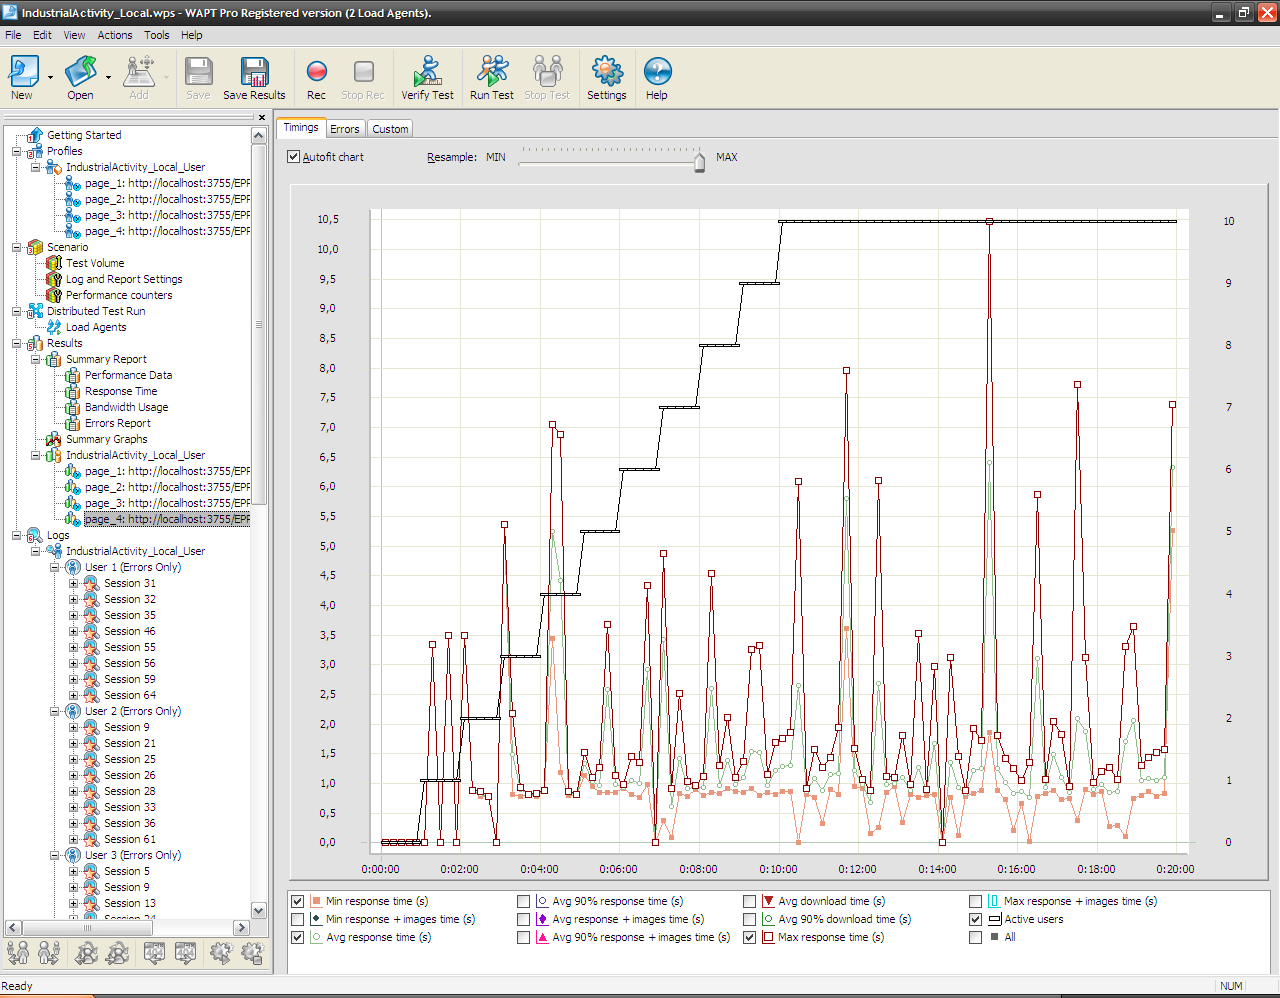 IndustrialActivity_Local.wps - WAPT Pro Registered version (2 Load Agents).
File Edit View Actions Tools Help
New Open Add Save Save Results Rec Stop Rec Verify Test Run Test Stop Test Settings Help
Getting Started
Profiles
IndustrialActivity_Local_User
page_1: http://localhost:3755/EPF
page_2: http://localhost:3755/EPF
page_3: http://localhost:3755/EPF
page_4: http://localhost:3755/EPF
Scenario
Test Volume
Log and Report Settings
Performance counters
Distributed Test Run
Load Agents
Results
Summary Report
Performance Data
Response Time
Bandwidth Usage
Errors Report
Summary Graphs
IndustrialActivity_Local_User
page_1: http://localhost:3755/EPF
page_2: http://localhost:3755/EPF
page_3: http://localhost:3755/EPF
page_4: http://localhost:3755/EPF
Logs
IndustrialActivity_Local_User
User 1 (Errors Only)
Session 31
Session 32
Session 35
Session 46
Session 55
Session 56
Session 59
Session 64
User 2 (Errors Only)
Session 9
Session 21
Session 25
Session 26
Session 28
Session 33
Session 36
Session 61
User 3 (Errors Only)
Session 5
Session 9
Session 13
Session 24
Timings Errors Custom
Autofit chart Resample: MIN MAX
10,5
10,0
9,5
9,0
8,5
8,0
7,5
7,0
6,5
6,0
5,5
5,0
4,5
4,0
3,5
3,0
2,5
2,0
1,5
1,0
0,5
0,0
10
9
8
7
6
5
4
3
2
1
0
0:00:00 0:02:00 0:04:00 0:06:00 0:08:00 0:10:00 0:12:00 0:14:00 0:16:00 0:18:00 0:20:00
Min response time (s) Avg 90% response time (s) Avg download time (s) Max response + images time (s)
Min response + images time (s) Avg response + images time (s) Avg 90% download time (s) Active users
Avg response time (s) Avg 90% response + images time (s) Max response time (s) All
Ready NUM